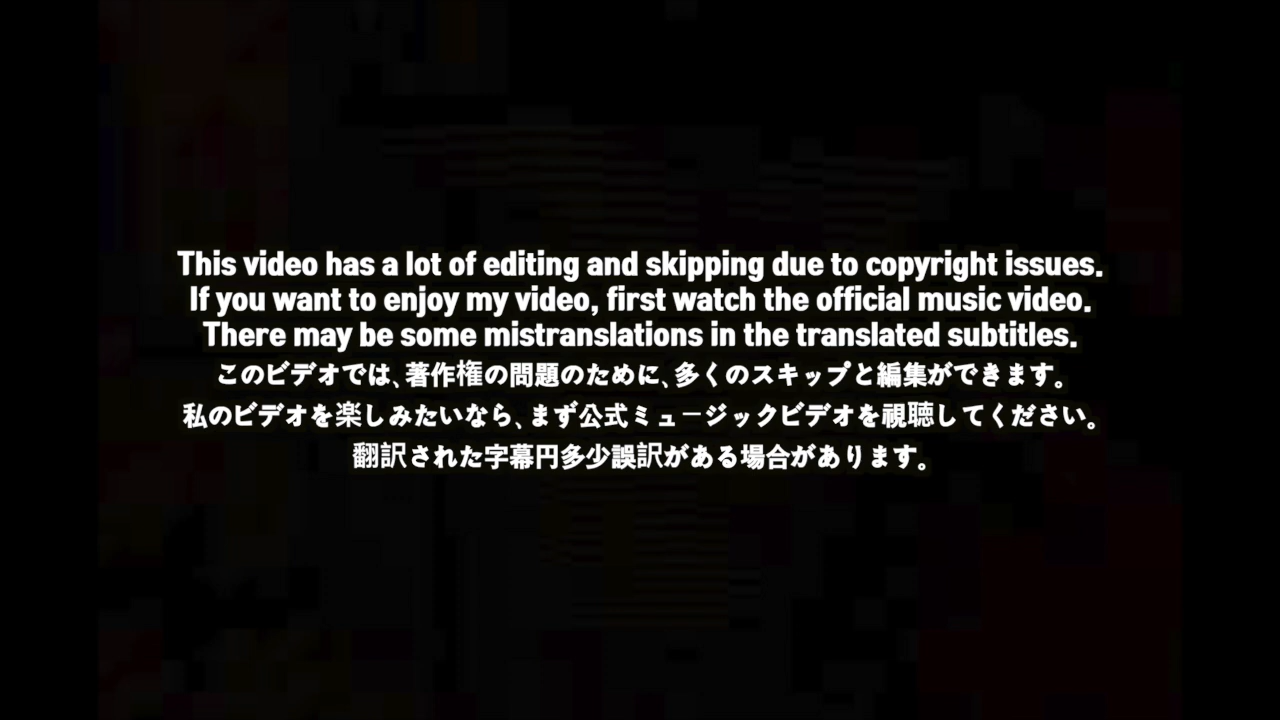 This video has a lot of editing and skipping due to copyright issues.
If you want to enjoy my video, first watch the official music video.
There may be some mistranslations in the translated subtitles.
このビデオでは、著作権の問題のために、多くのスキップと編集ができます。
私のビデオを楽しみたいなら、まず公式ミュージックビデオを視聴してください。
翻訳された字幕円多少誤訳がある場合があります。